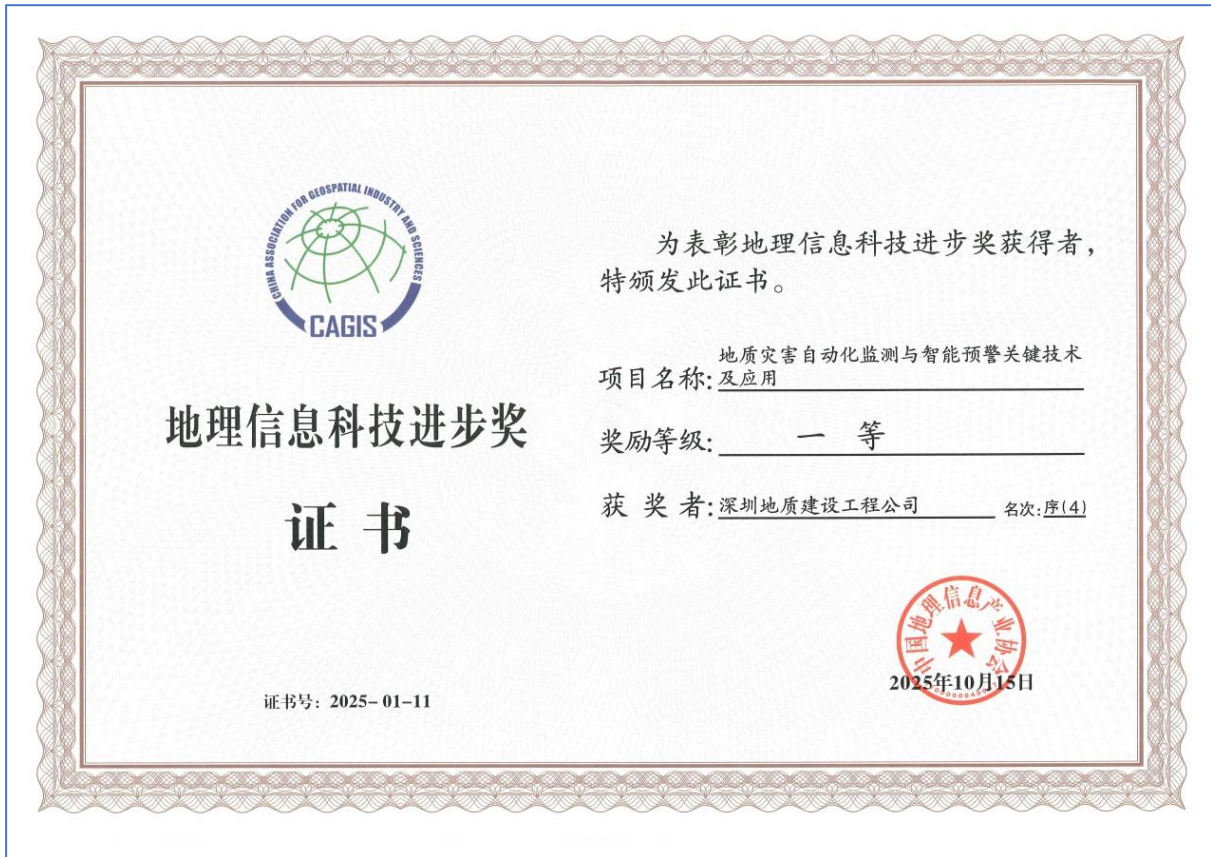 CHINA ASSOCIATION FOR GEOSPATIAL INDUSTRY AND SCIENCES
CAGIS
地理信息科技进步奖
证书
证书号：2025-01-11
为表彰地理信息科技进步奖获得者，
特颁发此证书。
项目名称:地质灾害自动化监测与智能预警关键技术
及应用
奖励等级: 一 等
获 奖 者:深圳地质建设工程公司 名次:序(4)
中国地理信息产业协会
2025年10月15日